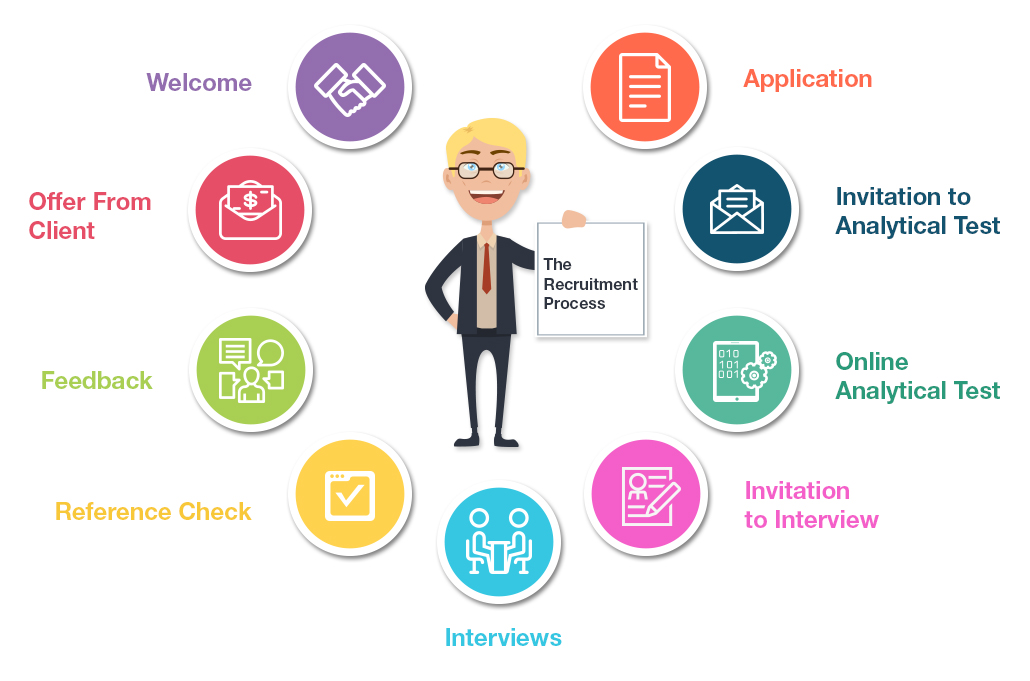 Welcome
Application
Offer From
Client
Invitation to
Analytical Test
$
The
Recruitment
Process
Feedback
010
101
001
Online
Analytical Test
Reference Check
Invitation
to Interview
Interviews